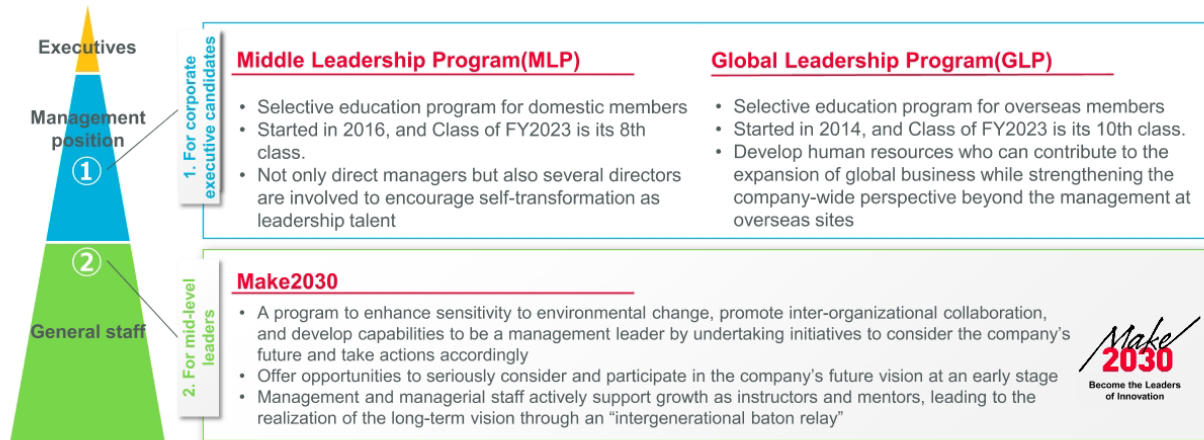 Executives
Management
position
①
②
General staff
1. For corporate
executive candidates
Middle Leadership Program(MLP)
• Selective education program for domestic members
• Started in 2016, and Class of FY2023 is its 8th
class.
• Not only direct managers but also several directors
are involved to encourage self-transformation as
leadership talent
Global Leadership Program(GLP)
• Selective education program for overseas members
• Started in 2014, and Class of FY2023 is its 10th class.
• Develop human resources who can contribute to the
expansion of global business while strengthening the
company-wide perspective beyond the management at
overseas sites
2. For mid-level
leaders
Make2030
• A program to enhance sensitivity to environmental change, promote inter-organizational collaboration,
and develop capabilities to be a management leader by undertaking initiatives to consider the company's
future and take actions accordingly
• Offer opportunities to seriously consider and participate in the company's future vision at an early stage
• Management and managerial staff actively support growth as instructors and mentors, leading to the
realization of the long-term vision through an “intergenerational baton relay”
Make
2030
Become the Leaders
of Innovation